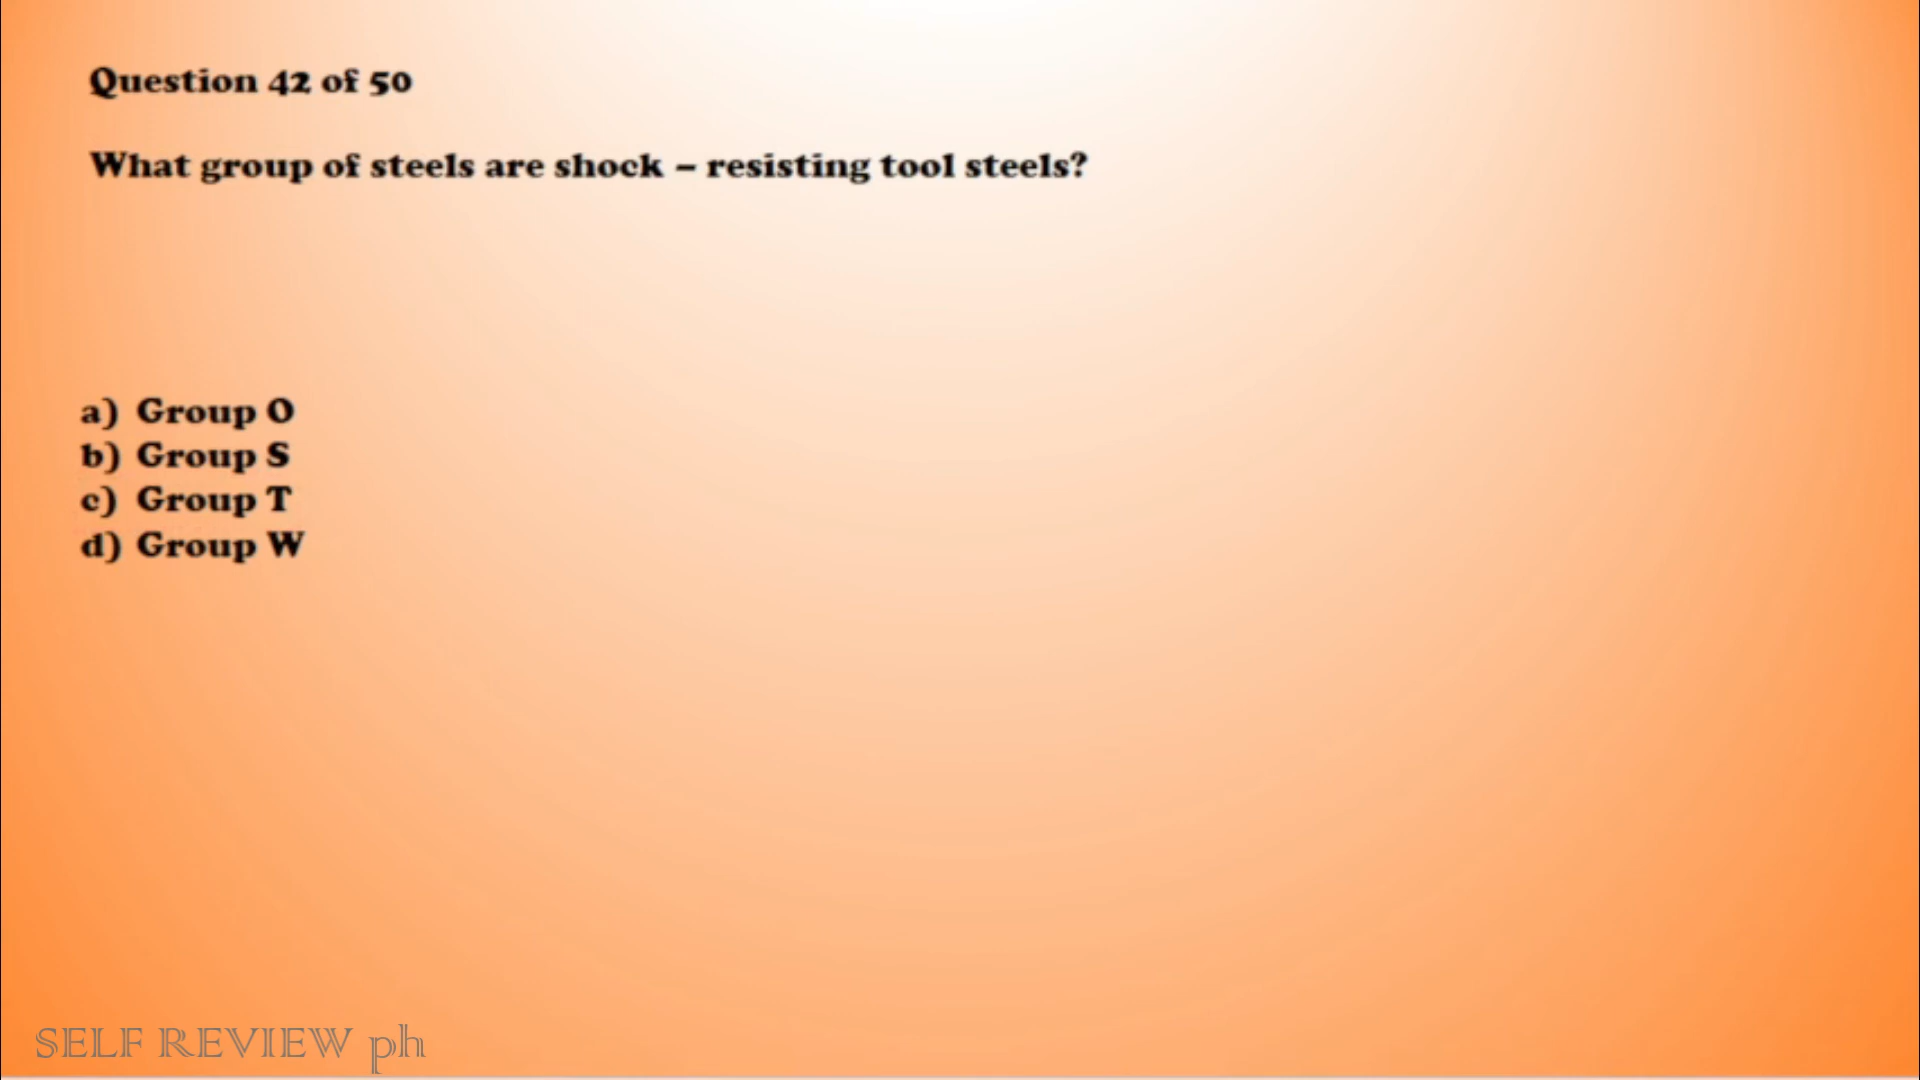 Question 42 of 50
What group of steels are shock – resisting tool steels?
a) Group O
b) Group S
c) Group T
d) Group W
SELF REVIEW ph